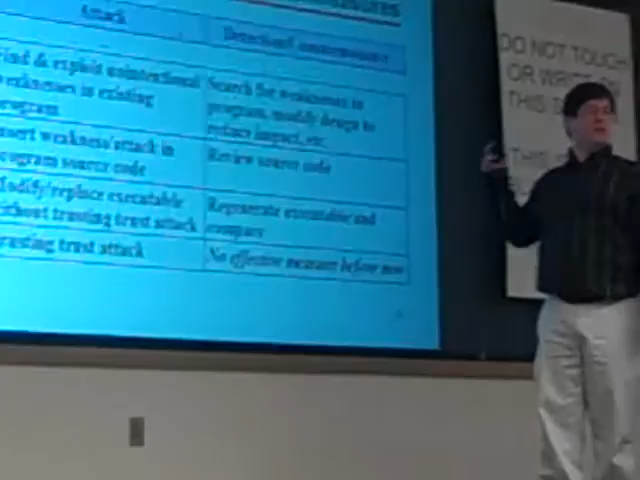 Attack
Detection/ countermeasure
& exploit unintentional
weaknesses in existing
program
Search for weaknesses in
program, modify design to
reduce impact, etc.
weakness/attack in
program source code
Review source code
Modify/replace executable
without trusting trust attack
Regenerate executable and
compare
trusting trust attack
No effective measure before now
DO NOT TOUCH
OR WRITE ON
THIS